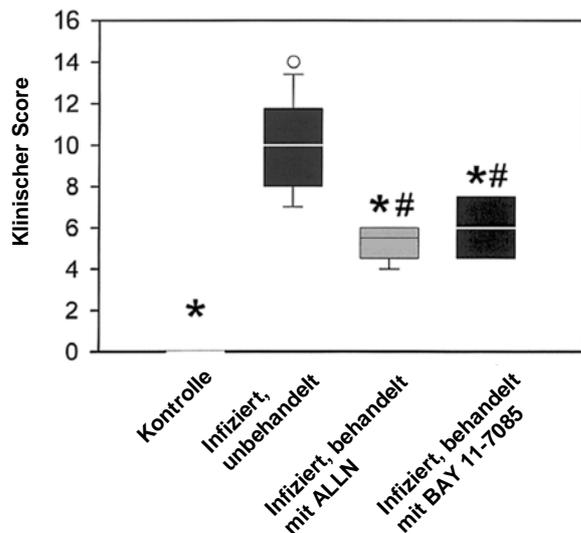 Klinischer Score
16
14
12
10
8
6
4
2
0
*
*#
*#
Kontrolle
Infiziert,
unbehandelt
Infiziert, behandelt
mit ALLN
Infiziert, behandelt
mit BAY 11-7085